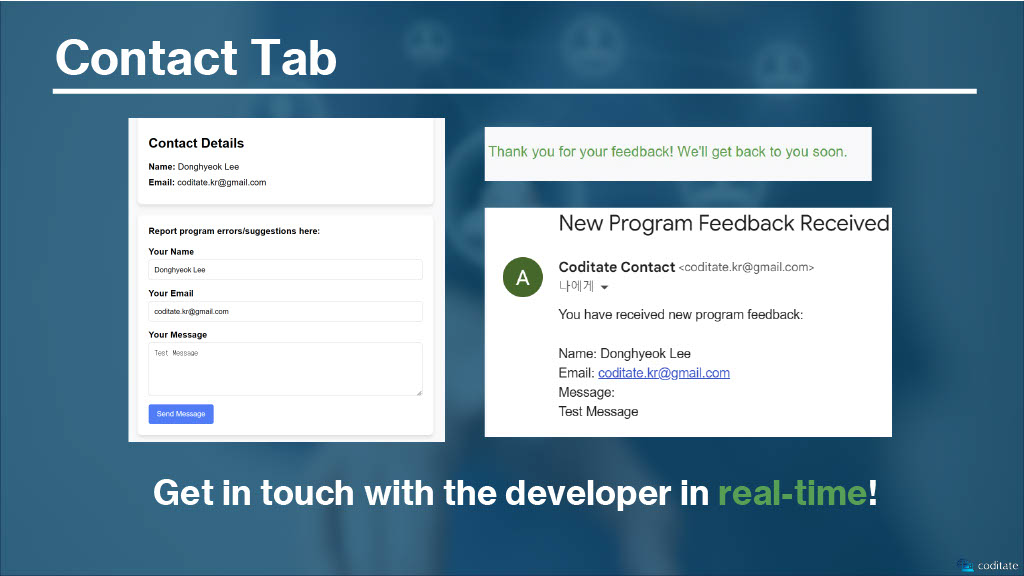 Contact Tab
Contact Details
Name: Donghyeok Lee
Email: coditate.kr@gmail.com
Report program errors/suggestions here:
Your Name
Donghyeok Lee
Your Email
coditate.kr@gmail.com
Your Message
Test Message
Send Message
Thank you for your feedback! We'll get back to you soon.
New Program Feedback Received
A
Coditate Contact <coditate.kr@gmail.com>
나에게
You have received new program feedback:
Name: Donghyeok Lee
Email: coditate.kr@gmail.com
Message:
Test Message
Get in touch with the developer in real-time!
coditate